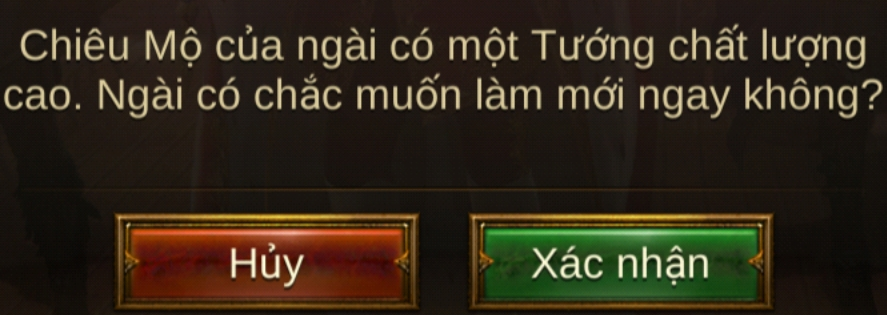 Chiêu Mộ của ngài có một Tướng chất lượng
cao. Ngài có chắc muốn làm mới ngay không?
Hủy
Xác nhận